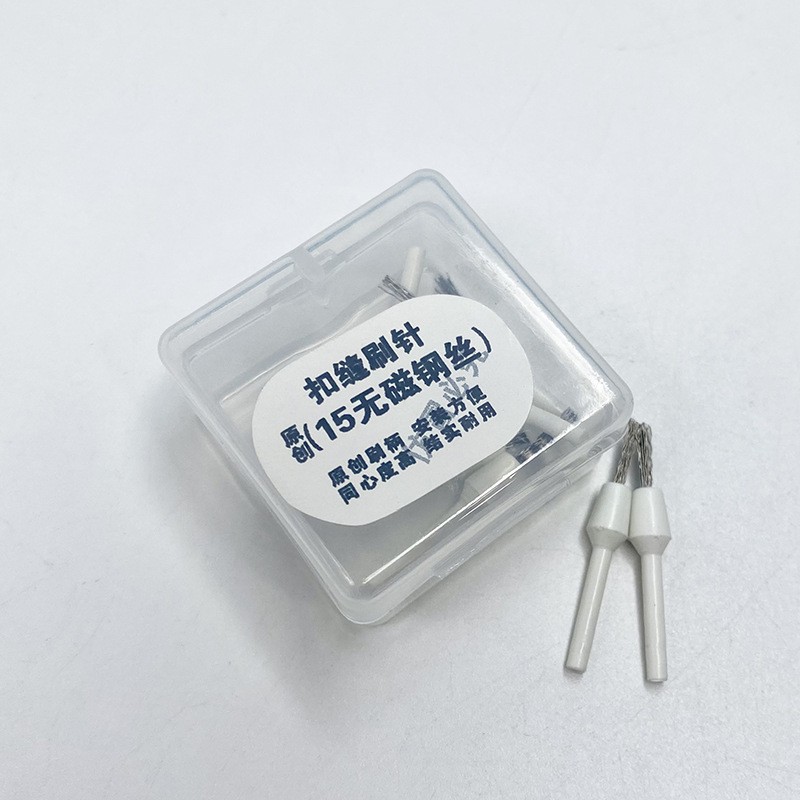 扣缝刷针
原创(15无磁钢丝)
原创刷柄 安装方便
同心度高 结实耐用